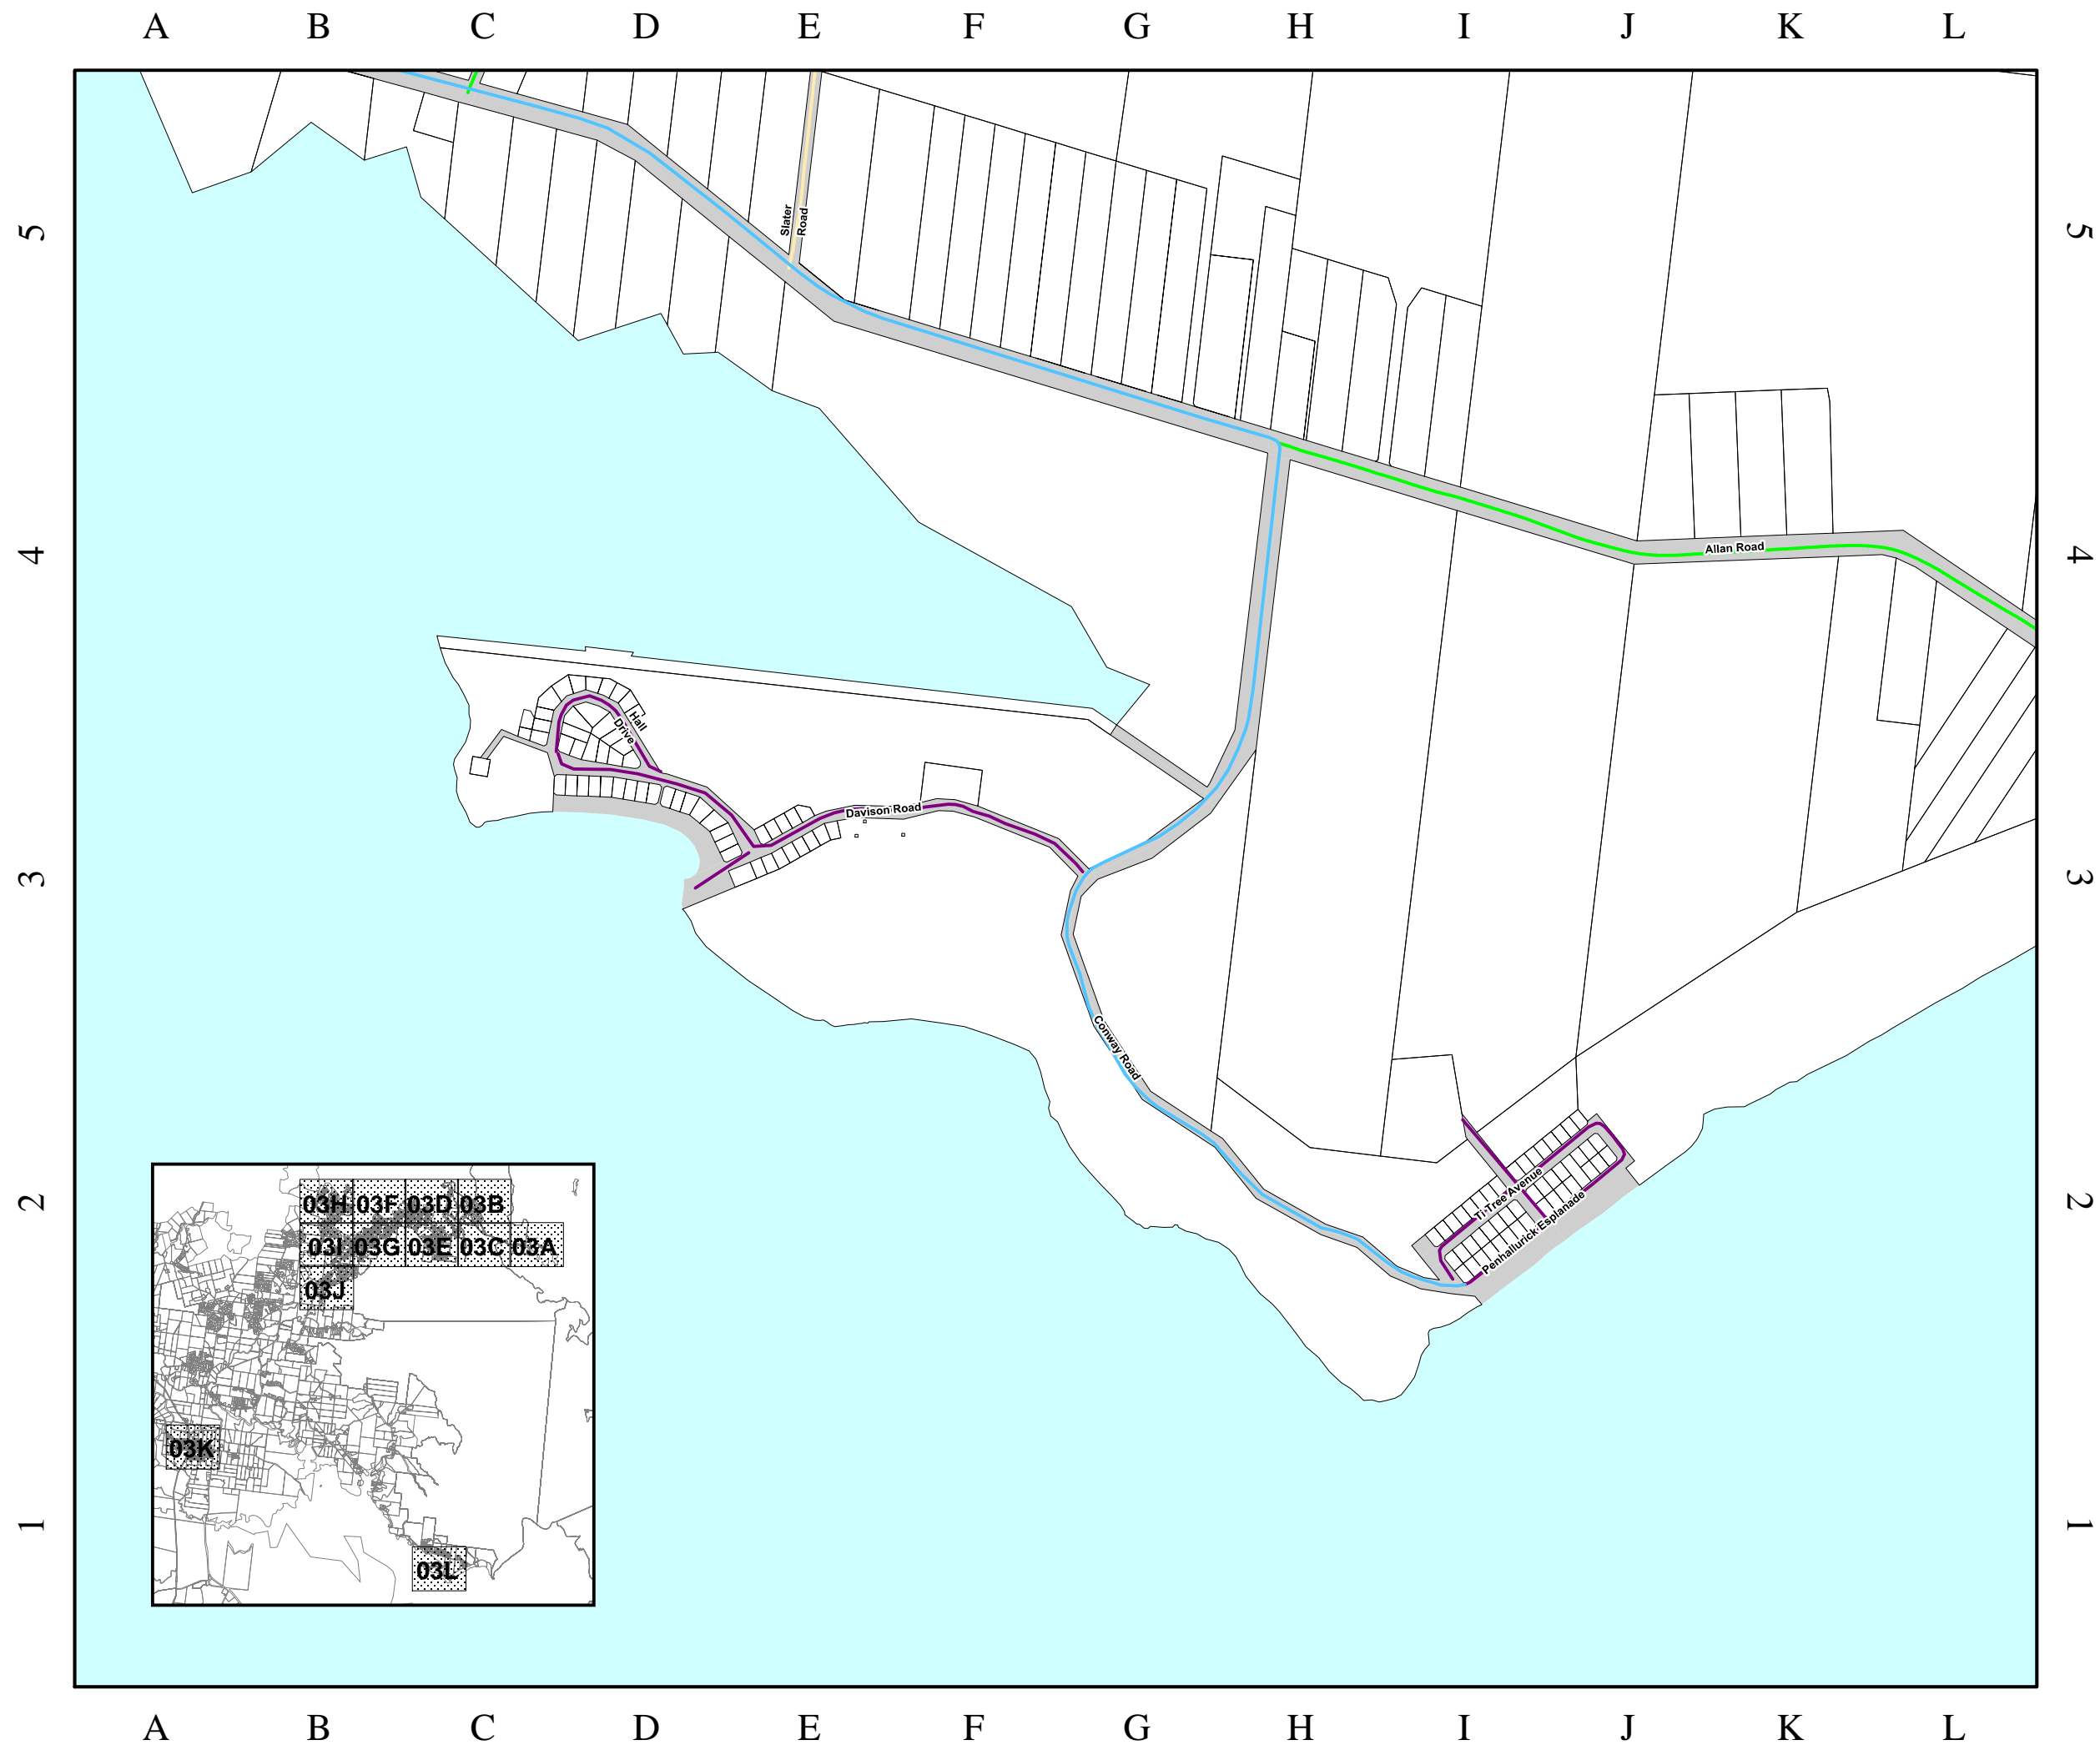 A B C D E F G H I J K L
5 5
Slater
Road
4 4
Allan Road
Hall
Drive
Davison Road
3 3
Conway Road
2 2
Ti-Tree Avenue
Penhallurick Esplanade
03H 03F 03D 03B
03I 03G 03E 03C 03A
03J
03K
03L
1 1
A B C D E F G H I J K L